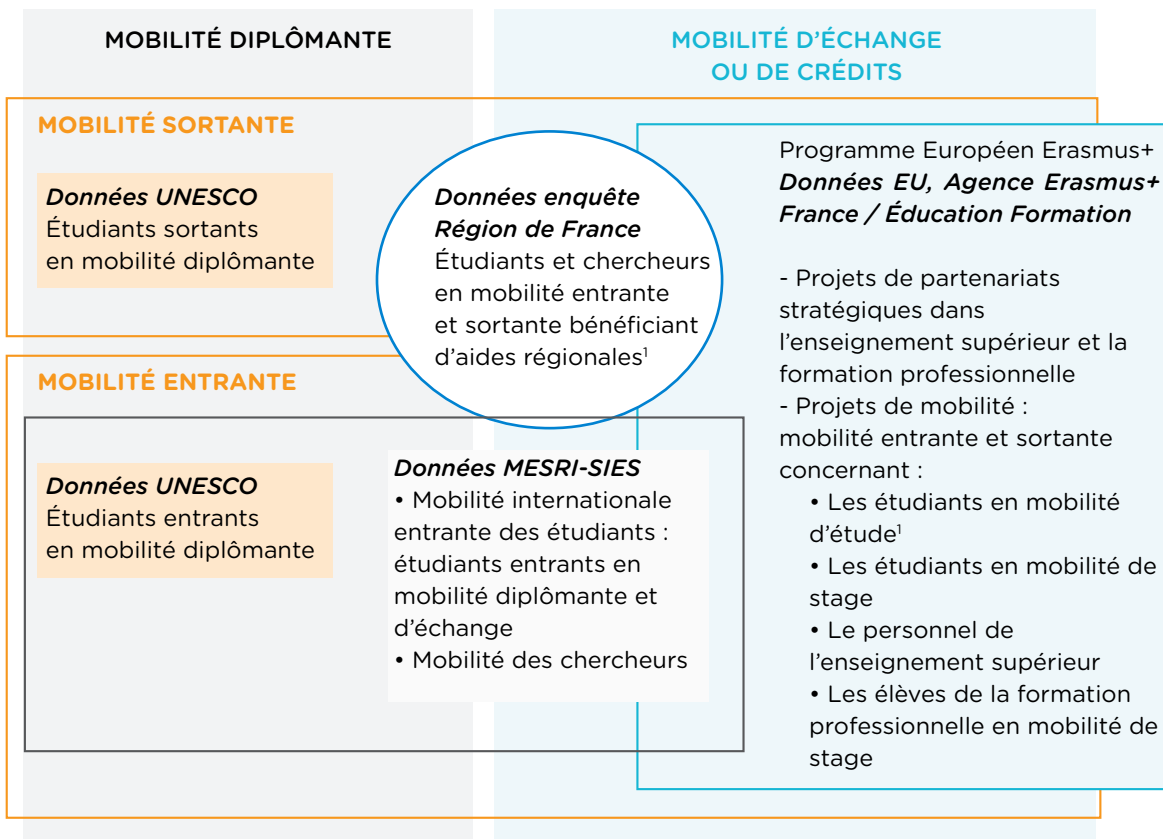 MOBILITÉ DIPLÔMANTE
MOBILITÉ D'ÉCHANGE
OU DE CRÉDITS
MOBILITÉ SORTANTE
Données UNESCO
Étudiants sortants
en mobilité diplômante
Données enquête
Région de France
Étudiants et chercheurs
en mobilité entrante
et sortante bénéficiant
d'aides régionales¹
Programme Européen Erasmus+
Données EU, Agence Erasmus+
France / Éducation Formation
- Projets de partenariats
stratégiques dans
l'enseignement supérieur et la
formation professionnelle
- Projets de mobilité :
mobilité entrante et sortante
concernant :
• Les étudiants en mobilité
d'étude¹
• Les étudiants en mobilité de
stage
• Le personnel de
l'enseignement supérieur
• Les élèves de la formation
professionnelle en mobilité de
stage
MOBILITÉ ENTRANTE
Données UNESCO
Étudiants entrants
en mobilité diplômante
Données MESRI-SIES
• Mobilité internationale
entrante des étudiants :
étudiants entrants en
mobilité diplômante et
d'échange
• Mobilité des chercheurs